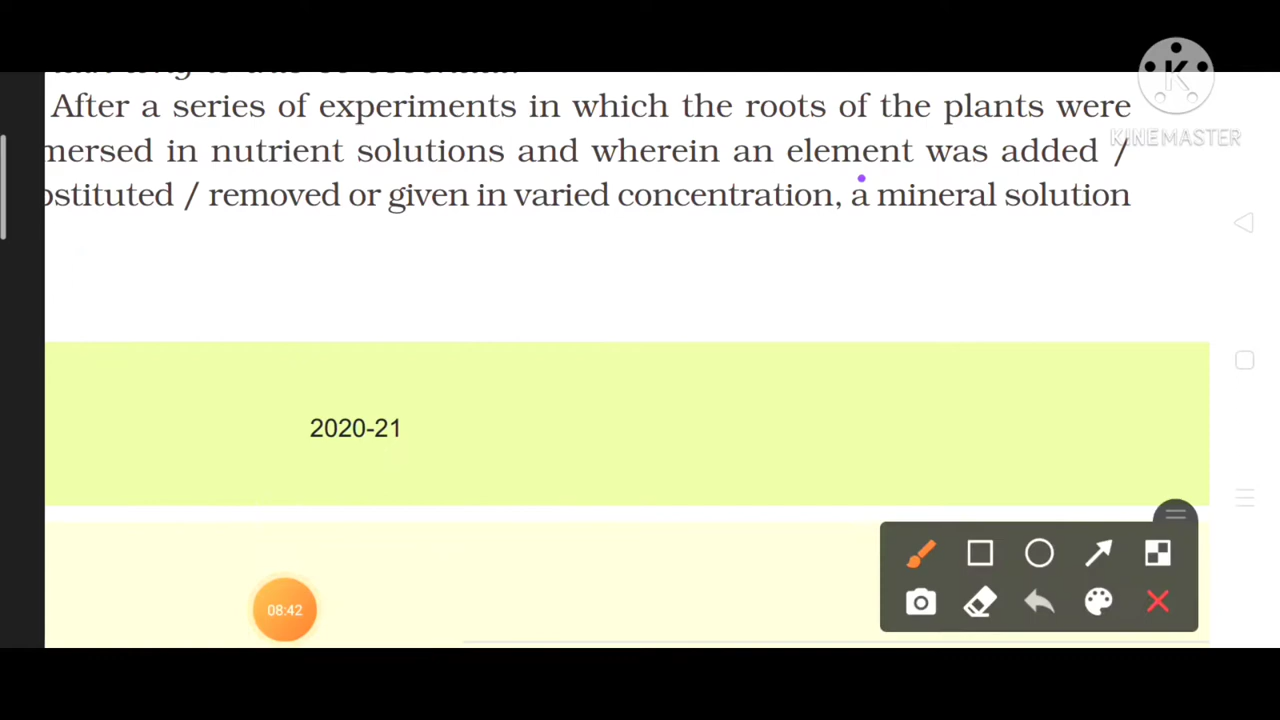 After a series of experiments in which the roots of the plants were
mersed in nutrient solutions and wherein an element was added /
ostituted / removed or given in varied concentration, a mineral solution
2020-21
08:42
K
KINEMASTER